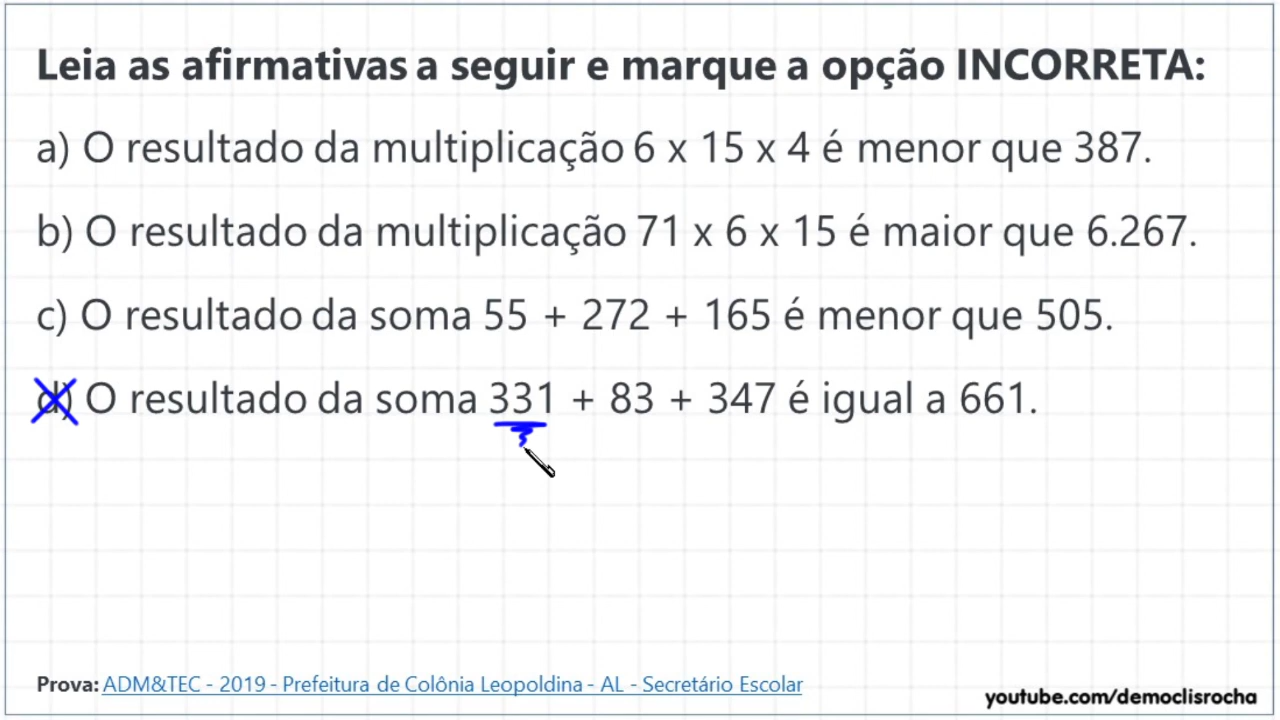 Leia as afirmativas a seguir e marque a opção INCORRETA:
a) O resultado da multiplicação 6 x 15 x 4 é menor que 387.
b) O resultado da multiplicação 71 x 6 x 15 é maior que 6.267.
c) O resultado da soma 55 + 272 + 165 é menor que 505.
d) O resultado da soma 331 + 83 + 347 é igual a 661.
Prova: ADM&TEC - 2019 - Prefeitura de Colônia Leopoldina - AL - Secretário Escolar
youtube.com/democlisrocha